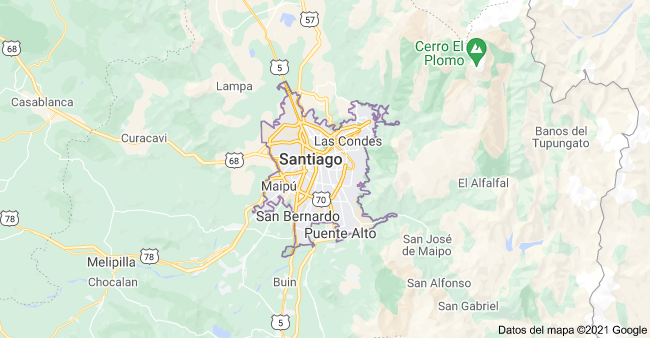 57
68
5
Cerro El
Plomo
Lampa
Casablanca
Curacavi
Las Condes
Banos del
Tupungato
68
Santiago
Maipú
El Alfalfal
70
78
San Bernardo
Puente Alto
San José
de Maipo
Melipilla
78
Chocalan
Buin
San Alfonso
San Gabriel
5
Datos del mapa ©2021 Google